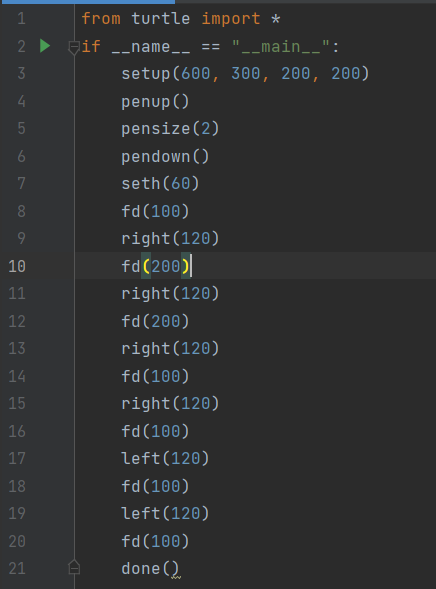 1 from turtle import *
2 if __name__ == "__main__":
3 setup(600, 300, 200, 200)
4 penup()
5 pensize(2)
6 pendown()
7 seth(60)
8 fd(100)
9 right(120)
10 fd(200)
11 right(120)
12 fd(200)
13 right(120)
14 fd(100)
15 right(120)
16 fd(100)
17 left(120)
18 fd(100)
19 left(120)
20 fd(100)
21 done()